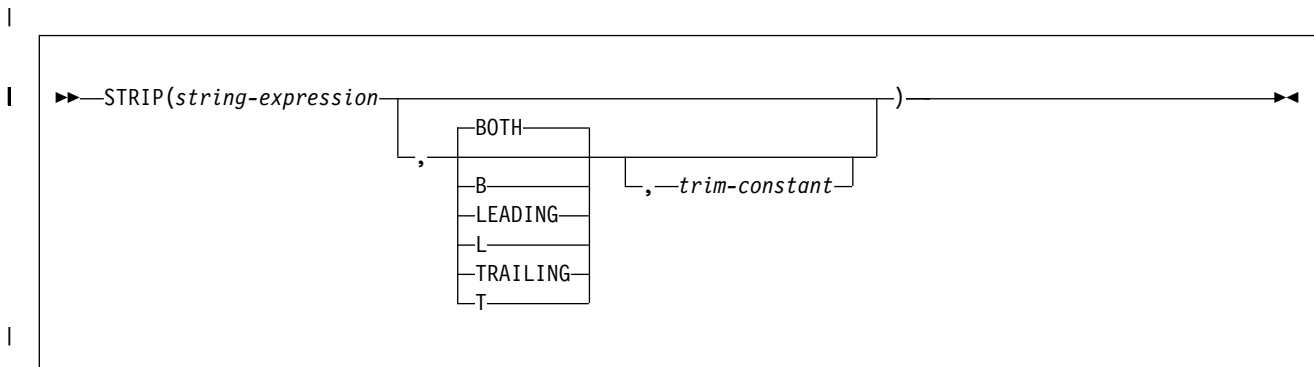 STRIP(string-expression )
BOTH
,
B
, trim-constant
LEADING
L
TRAILING
T